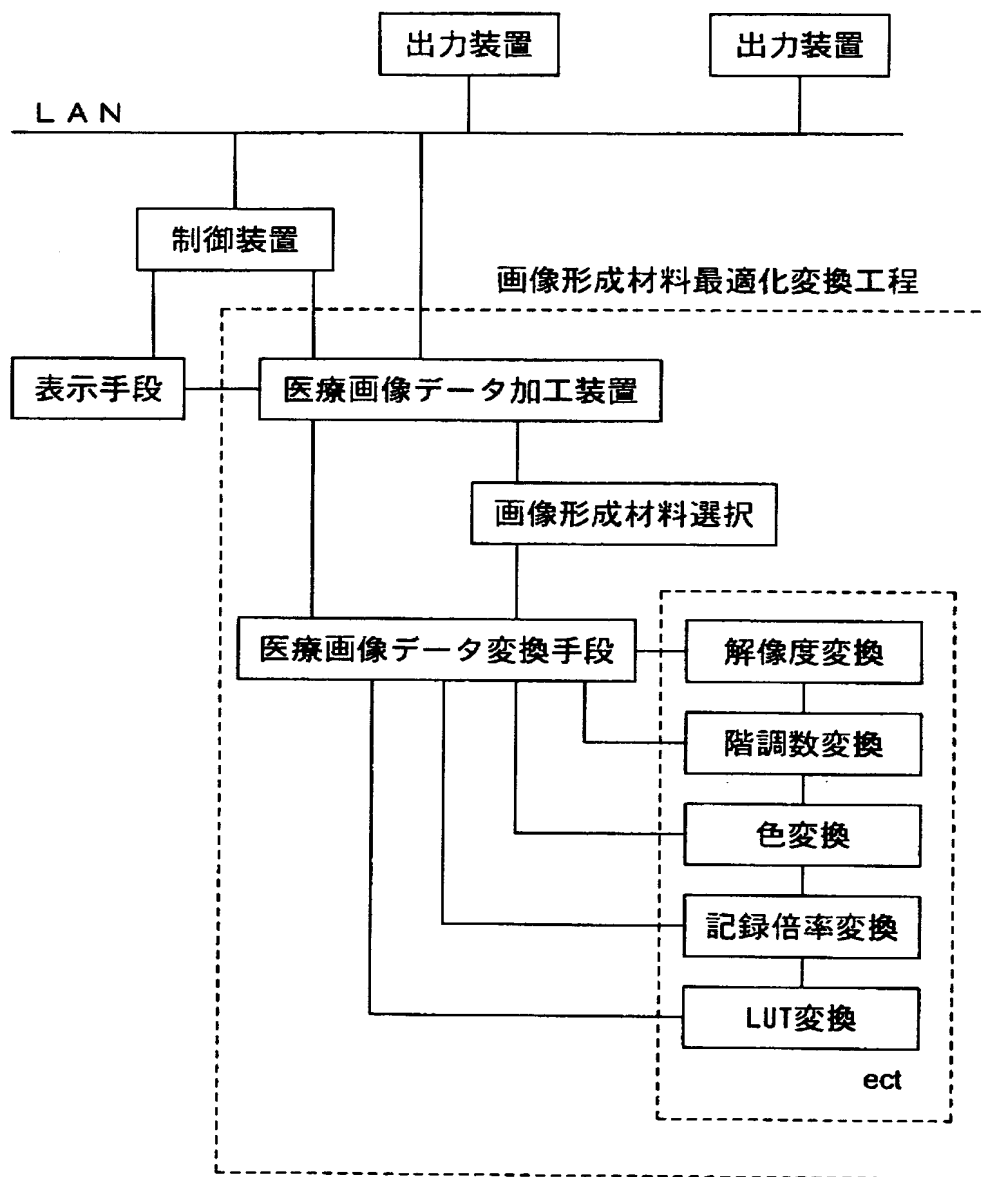 出力装置
出力装置
LAN
制御装置
画像形成材料最適化変換工程
表示手段
医療画像データ加工装置
画像形成材料選択
医療画像データ変換手段
解像度変換
階調数変換
色変換
記録倍率変換
LUT変換
ect